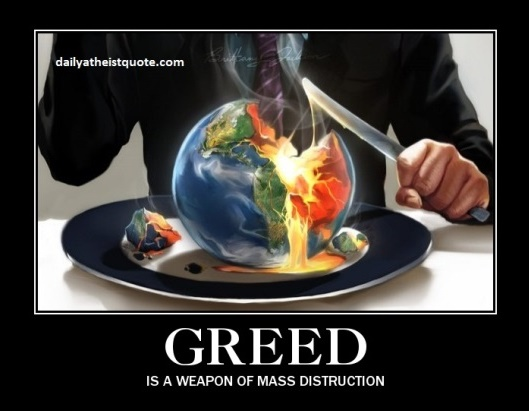 dailyatheistquote.com
GREED
IS A WEAPON OF MASS DISTRUCTION